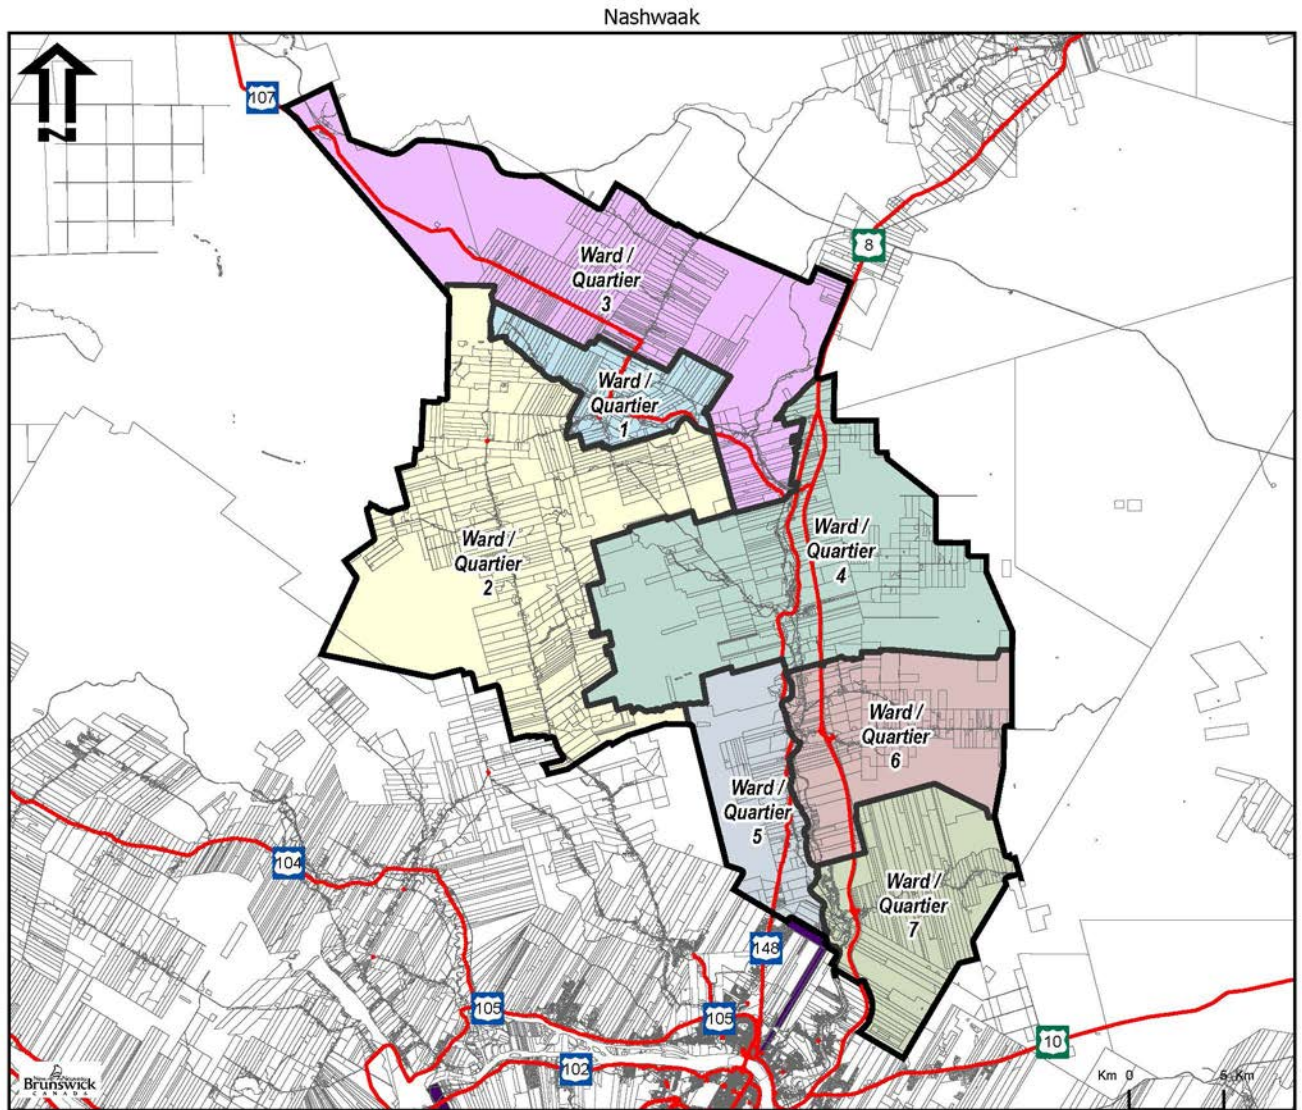 Nashwaak
N
107
8
Ward /
Quartier
3
Ward /
Quartier
1
Ward /
Quartier
2
Ward /
Quartier
4
Ward /
Quartier
6
Ward /
Quartier
5
Ward /
Quartier
7
104
148
105
105
102
10
Km 0 5 Km
Brunswick
CANADA